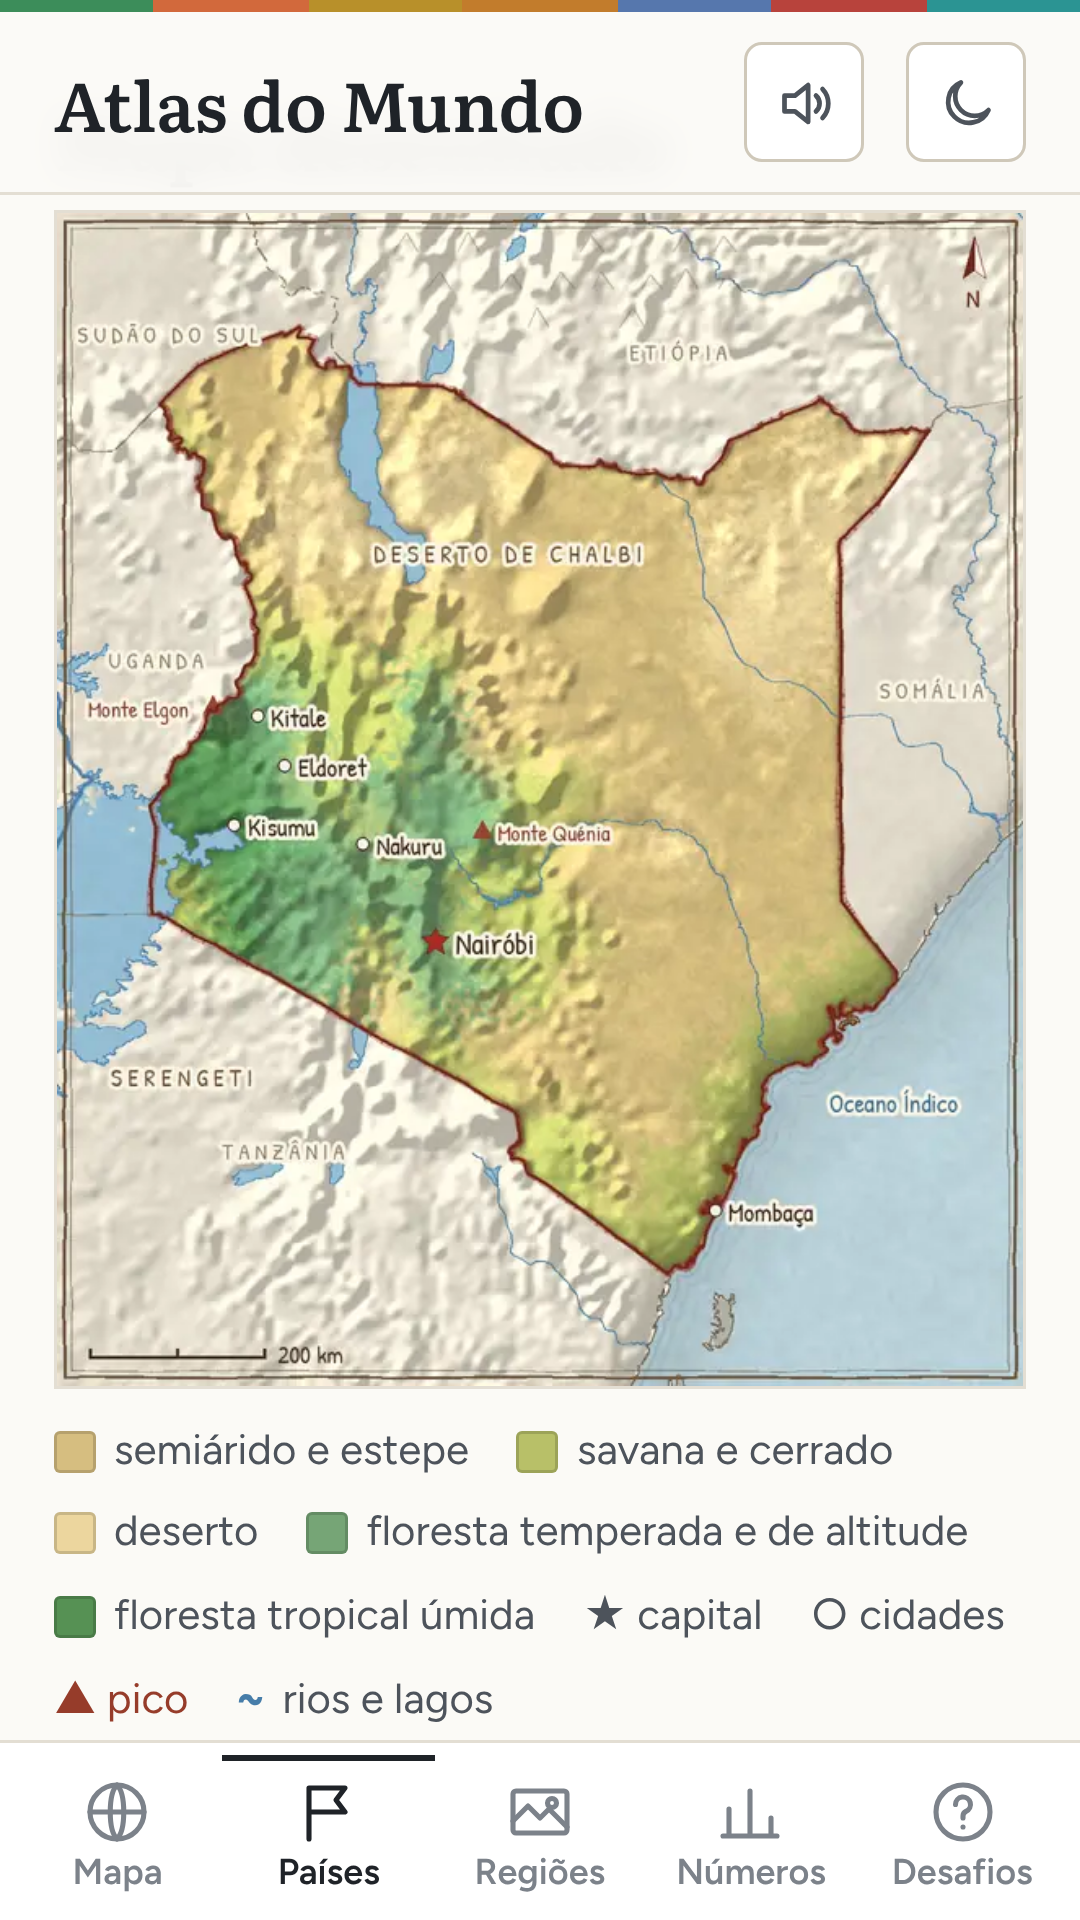 Atlas do Mundo
N
SUDÃO DO SUL
ETIÓPIA
DESERTO DE CHALBI
UGANDA
SOMÁLIA
Monte Elgon
Kitale
Eldoret
Kisumu
Monte Quénia
Nakuru
Nairóbi
SERENGETI
Oceano Índico
TANZÂNIA
Mombaça
200 km
semiárido e estepe savana e cerrado
deserto floresta temperada e de altitude
floresta tropical úmida capital cidades
pico rios e lagos
Mapa Países Regiões Números Desafios